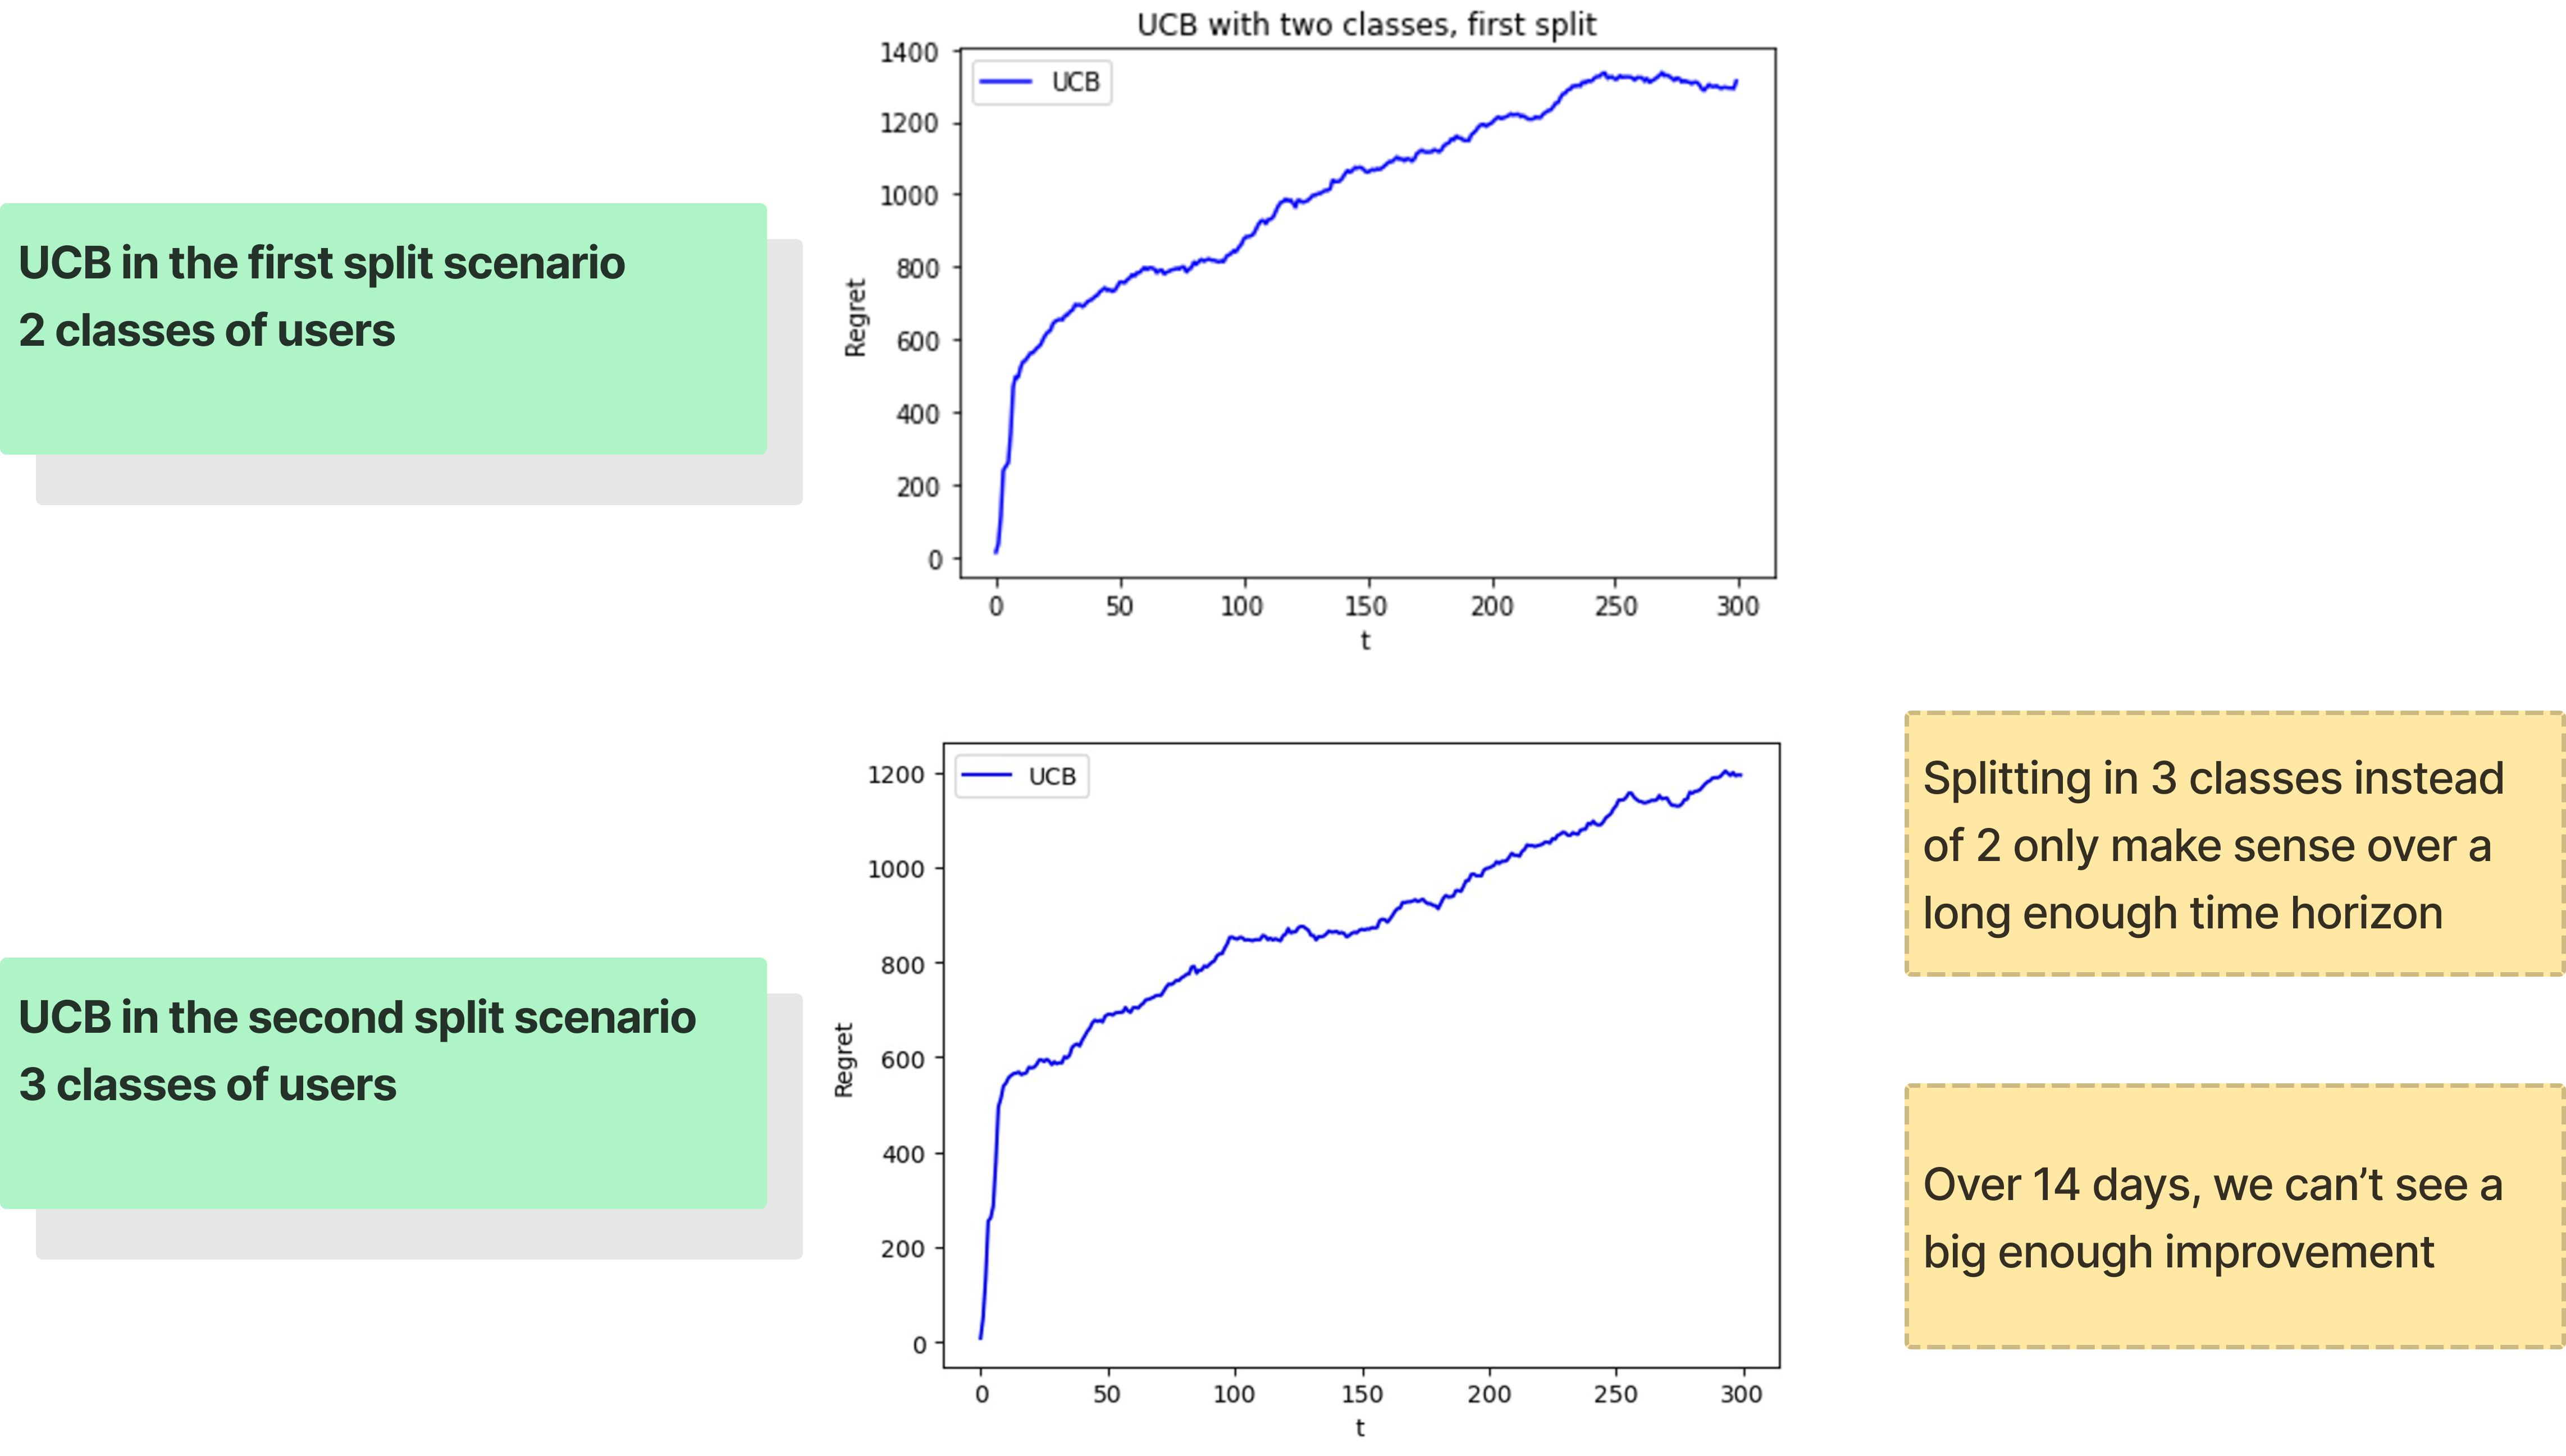 UCB with two classes, first split
1400
1200
1000
800
600
400
200
0
UCB
Regret
0 50 100 150 200 250 300
t
UCB in the first split scenario
2 classes of users
1200
1000
800
600
400
200
0
UCB
Regret
0 50 100 150 200 250 300
t
UCB in the second split scenario
3 classes of users
Splitting in 3 classes instead
of 2 only make sense over a
long enough time horizon
Over 14 days, we can’t see a
big enough improvement